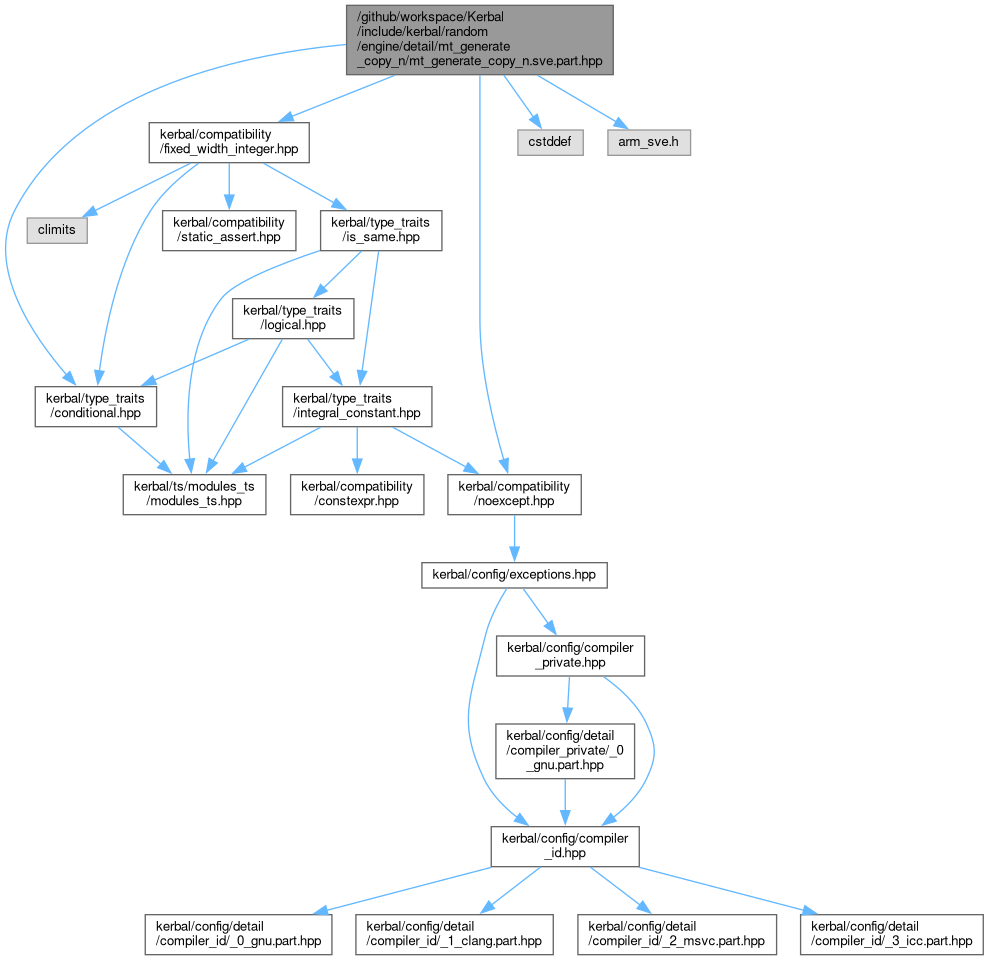 /github/workspace/Kerbal
/include/kerbal/random
/engine/detail/mt_generate
_copy_n/mt_generate_copy_n.sve.part.hpp
kerbal/compatibility
/fixed_width_integer.hpp
cstddef
arm_sve.h
climits
kerbal/compatibility
/static_assert.hpp
kerbal/type_traits
/is_same.hpp
kerbal/type_traits
/logical.hpp
kerbal/type_traits
/conditional.hpp
kerbal/type_traits
/integral_constant.hpp
kerbal/ts/modules_ts
/modules_ts.hpp
kerbal/compatibility
/constexpr.hpp
kerbal/compatibility
/noexcept.hpp
kerbal/config/exceptions.hpp
kerbal/config/compiler
_private.hpp
kerbal/config/detail
/compiler_private/_0
_gnu.part.hpp
kerbal/config/compiler
_id.hpp
kerbal/config/detail
/compiler_id/_0_gnu.part.hpp
kerbal/config/detail
/compiler_id/_1_clang.part.hpp
kerbal/config/detail
/compiler_id/_2_msvc.part.hpp
kerbal/config/detail
/compiler_id/_3_icc.part.hpp